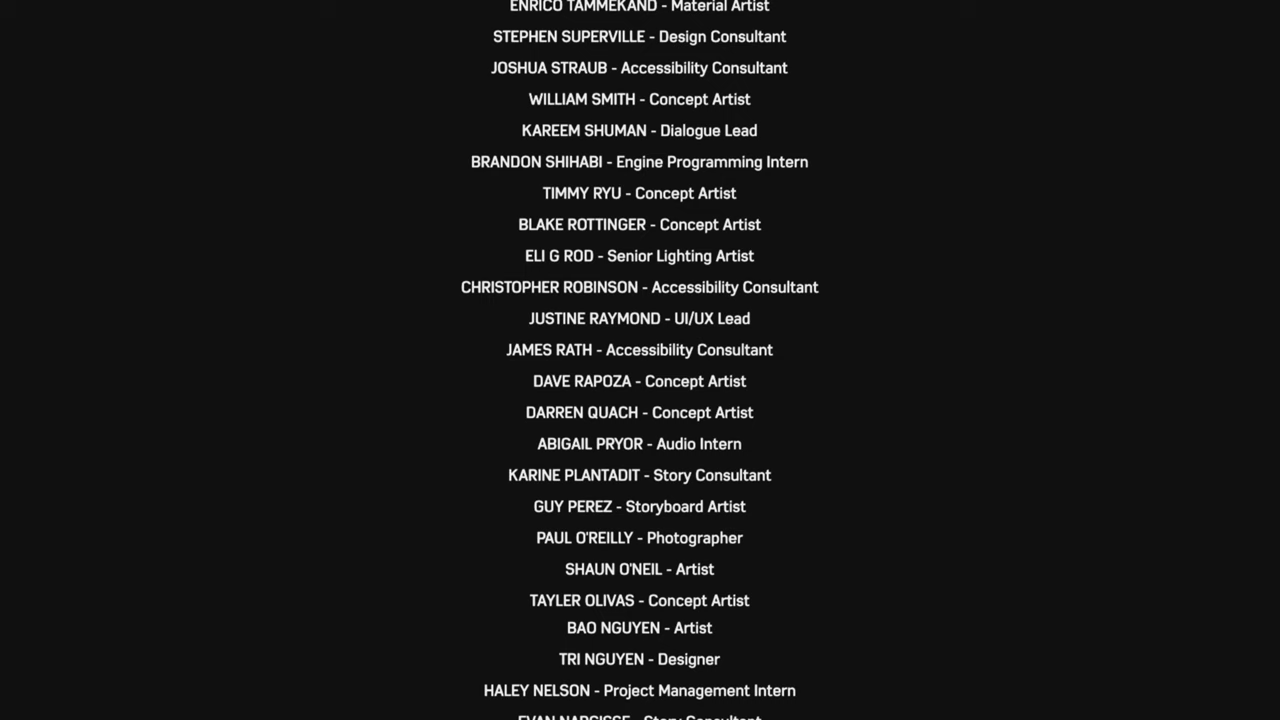 ENRICO TAMMEKAND - Material Artist
STEPHEN SUPERVILLE - Design Consultant
JOSHUA STRAUB - Accessibility Consultant
WILLIAM SMITH - Concept Artist
KAREEM SHUMAN - Dialogue Lead
BRANDON SHIHABI - Engine Programming Intern
TIMMY RYU - Concept Artist
BLAKE ROTTINGER - Concept Artist
ELI G ROD - Senior Lighting Artist
CHRISTOPHER ROBINSON - Accessibility Consultant
JUSTINE RAYMOND - UI/UX Lead
JAMES RATH - Accessibility Consultant
DAVE RAPOZA - Concept Artist
DARREN QUACH - Concept Artist
ABIGAIL PRYOR - Audio Intern
KARINE PLANTADIT - Story Consultant
GUY PEREZ - Storyboard Artist
PAUL O'REILLY - Photographer
SHAUN O'NEIL - Artist
TAYLER OLIVAS - Concept Artist
BAO NGUYEN - Artist
TRI NGUYEN - Designer
HALEY NELSON - Project Management Intern
EVAN NARCISSE - Story Consultant